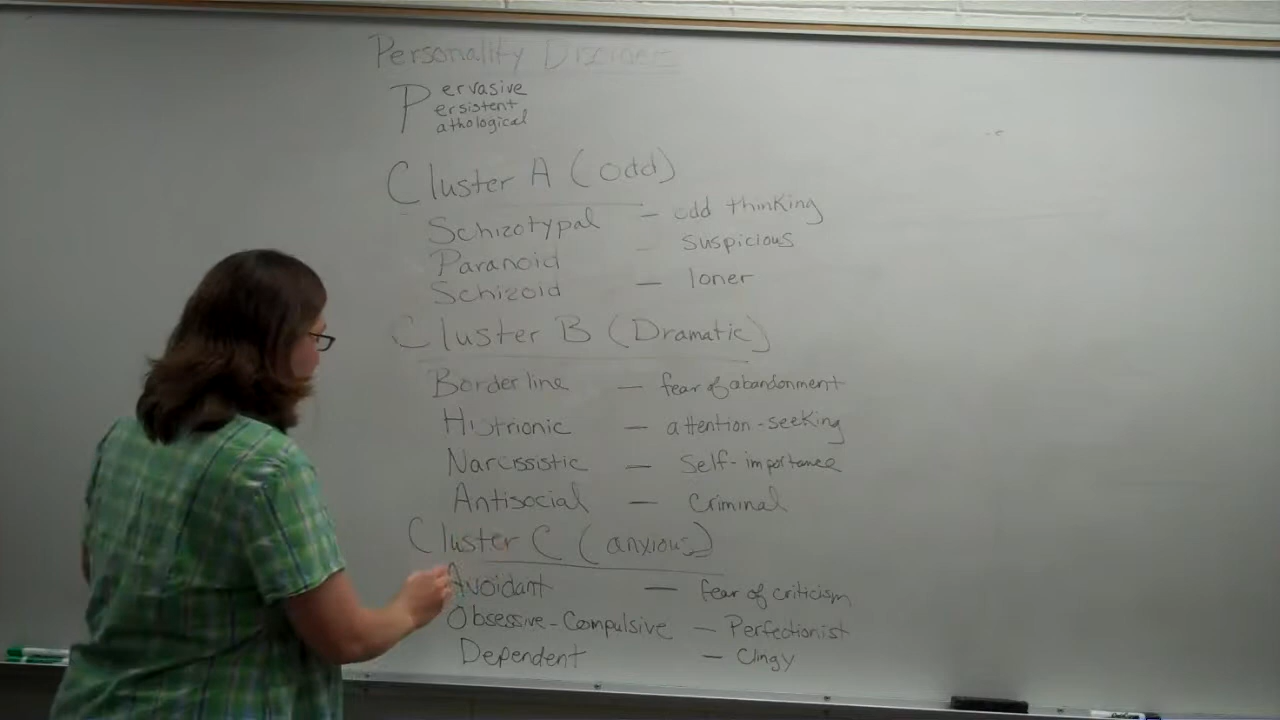 Personality Disorders
Pervasive
Persistent
Pathological
Cluster A (odd)
Schizotypal — odd thinking
Paranoid — suspicious
Schizoid — loner
Cluster B (Dramatic)
Borderline — fear of abandonment
Histrionic — attention-seeking
Narcissistic — Self-importance
Antisocial — Criminal
Cluster C (anxious)
Avoidant — fear of criticism
Obsessive-Compulsive — Perfectionist
Dependent — Clingy